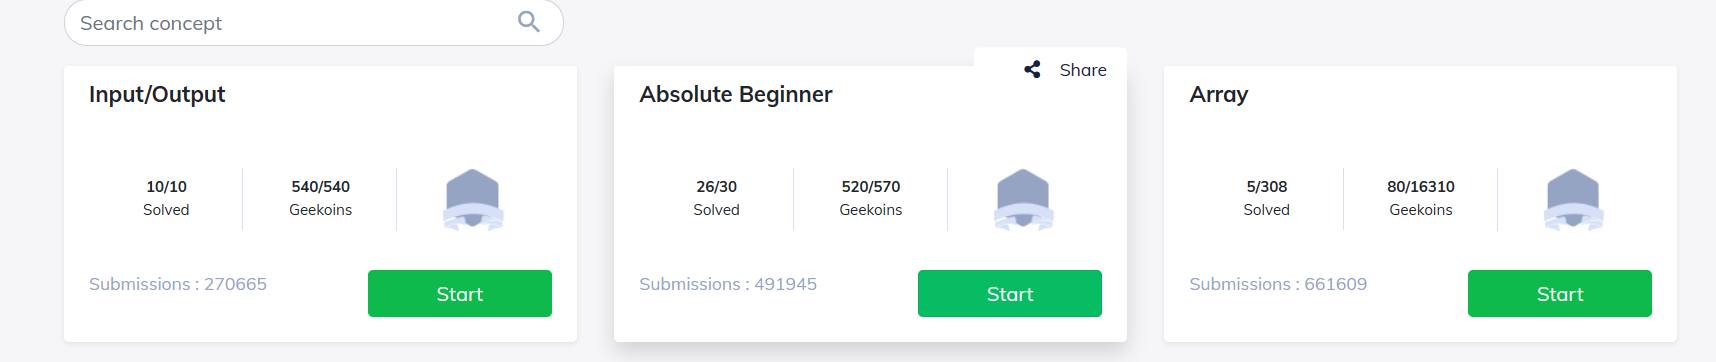 Search concept
Share
Input/Output
10/10
Solved
540/540
Geekoins
Submissions : 270665
Start
Absolute Beginner
26/30
Solved
520/570
Geekoins
Submissions : 491945
Start
Array
5/308
Solved
80/16310
Geekoins
Submissions : 661609
Start